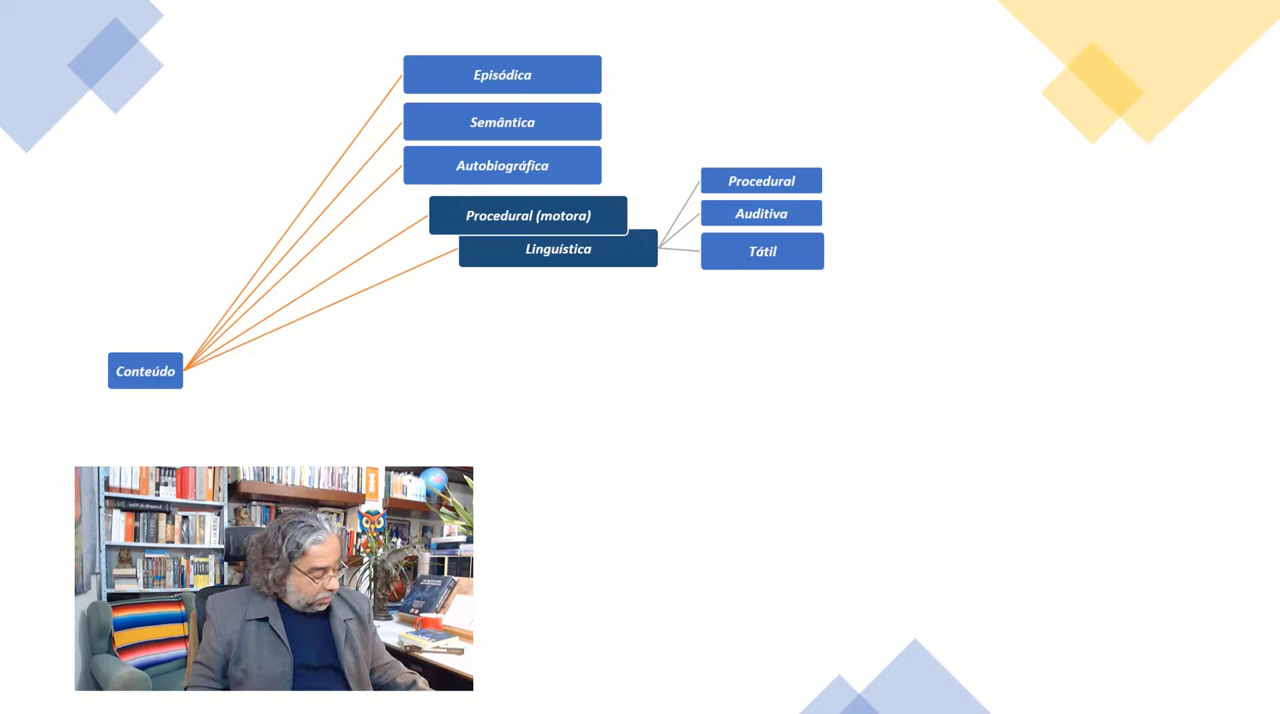 Episódica
Semântica
Autobiográfica
Procedural (motora)
Linguística
Procedural
Auditiva
Tátil
Conteúdo